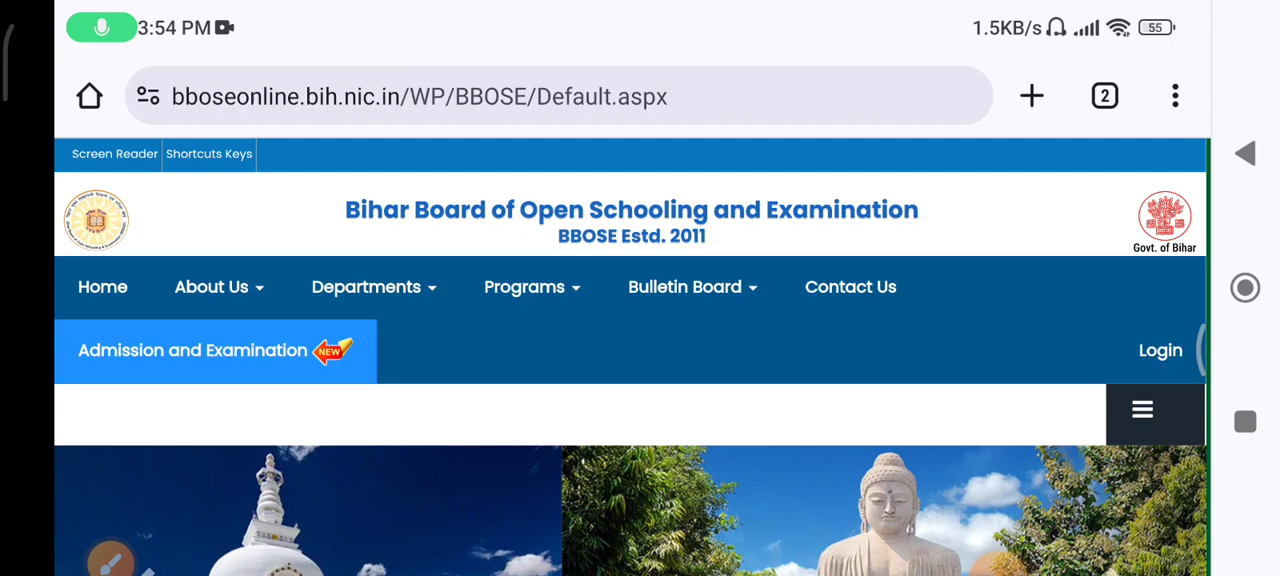 3:54 PM
1.5KB/s 55
bboseonline.bih.nic.in/WP/BBOSE/Default.aspx
2
Screen Reader Shortcuts Keys
Bihar Board of Open Schooling and Examination
BBOSE Estd. 2011
Govt. of Bihar
Home About Us Departments Programs Bulletin Board Contact Us
Admission and Examination NEW
Login